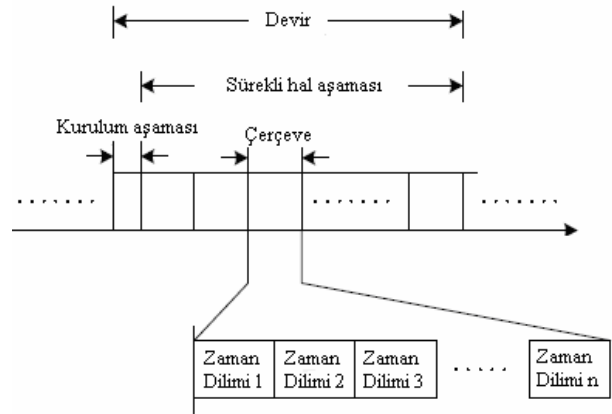 Devir
Sürekli hal aşaması
Kurulum aşaması
Çerçeve
Zaman
Dilimi 1
Zaman
Dilimi 2
Zaman
Dilimi 3
Zaman
Dilimi n